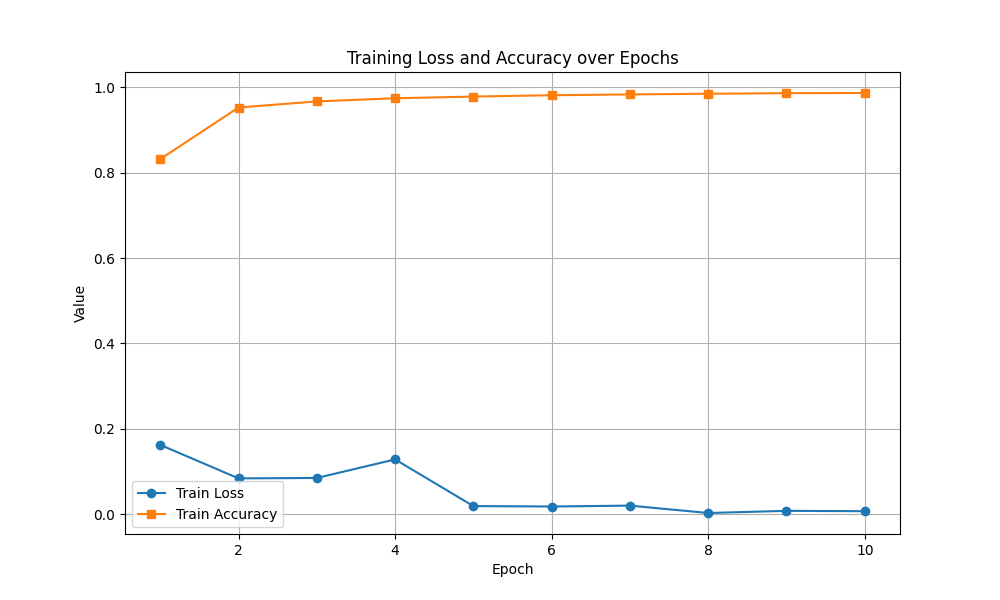 Training Loss and Accuracy over Epochs
1.0
0.8
0.6
0.4
0.2
0.0
Value
Train Loss
Train Accuracy
2 4 6 8 10
Epoch